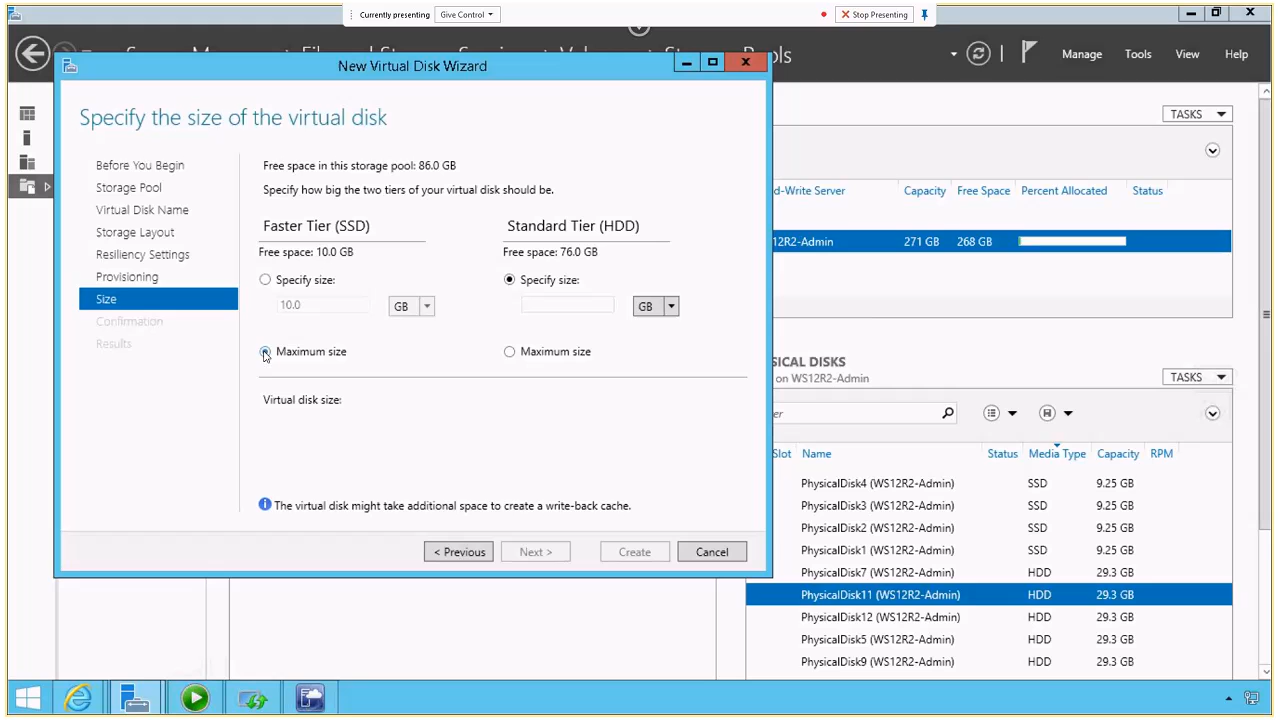 Currently presenting
Give Control
Stop Presenting
Manage
Tools
View
Help
New Virtual Disk Wizard
Specify the size of the virtual disk
Before You Begin
Storage Pool
Virtual Disk Name
Storage Layout
Resiliency Settings
Provisioning
Size
Confirmation
Results
Free space in this storage pool: 86.0 GB
Specify how big the two tiers of your virtual disk should be.
Faster Tier (SSD)
Free space: 10.0 GB
Specify size:
10.0 GB
Maximum size
Standard Tier (HDD)
Free space: 76.0 GB
Specify size:
GB
Maximum size
Virtual disk size:
The virtual disk might take additional space to create a write-back cache.
< Previous Next > Create Cancel
TASKS
d-Write Server Capacity Free Space Percent Allocated Status
12R2-Admin 271 GB 268 GB
YSICAL DISKS
on WS12R2-Admin
TASKS
er
Slot Name Status Media Type Capacity RPM
PhysicalDisk4 (WS12R2-Admin) SSD 9.25 GB
PhysicalDisk3 (WS12R2-Admin) SSD 9.25 GB
PhysicalDisk2 (WS12R2-Admin) SSD 9.25 GB
PhysicalDisk1 (WS12R2-Admin) SSD 9.25 GB
PhysicalDisk7 (WS12R2-Admin) HDD 29.3 GB
PhysicalDisk11 (WS12R2-Admin) HDD 29.3 GB
PhysicalDisk12 (WS12R2-Admin) HDD 29.3 GB
PhysicalDisk5 (WS12R2-Admin) HDD 29.3 GB
PhysicalDisk9 (WS12R2-Admin) HDD 29.3 GB